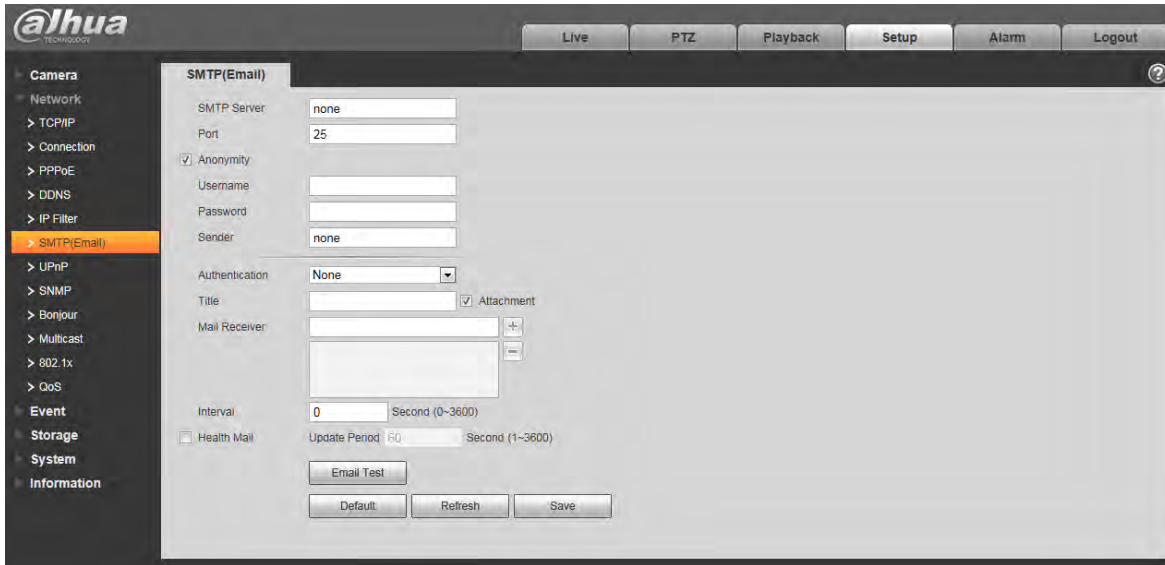 alhua
TECHNOLOGY
Live PTZ Playback Setup Alarm Logout
Camera
Network
> TCP/IP
> Connection
> PPPoE
> DDNS
> IP Filter
> SMTP(Email)
> UPnP
> SNMP
> Bonjour
> Multicast
> 802.1x
> QoS
Event
Storage
System
Information
SMTP(Email)
?
SMTP Server none
Port 25
Anonymity
Username
Password
Sender none
Authentication None
Title Attachment
Mail Receiver
Interval 0 Second (0~3600)
Health Mail Update Period 60 Second (1~3600)
Email Test
Default Refresh Save